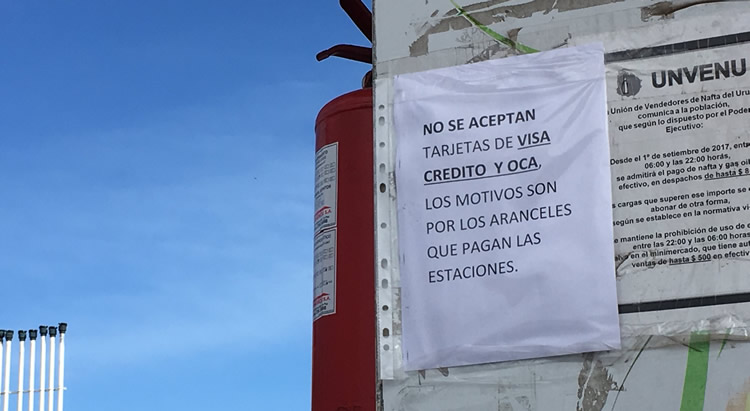 NO SE ACEPTAN
TARJETAS DE VISA
CREDITO Y OCA,
LOS MOTIVOS SON
POR LOS ARANCELES
QUE PAGAN LAS
ESTACIONES.
UNVENU
Unión de Vendedores de Nafta del Uru
comunica a la población,
que según lo dispuesto por el Poder
Ejecutivo:
Desde el 1º de setiembre de 2017, ent
06:00 y las 22:00 horas,
se admitirá el pago de nafta y gas oil
efectivo, en despachos de hasta $
cargas que superen ese importe se
abonar de otra forma,
según se establece en la normativa vi
mantiene la prohibición de uso de
entre las 22:00 y las 06:00 horas
en el minimercado, que tiene aut
ventas de hasta $ 500 en efectiv